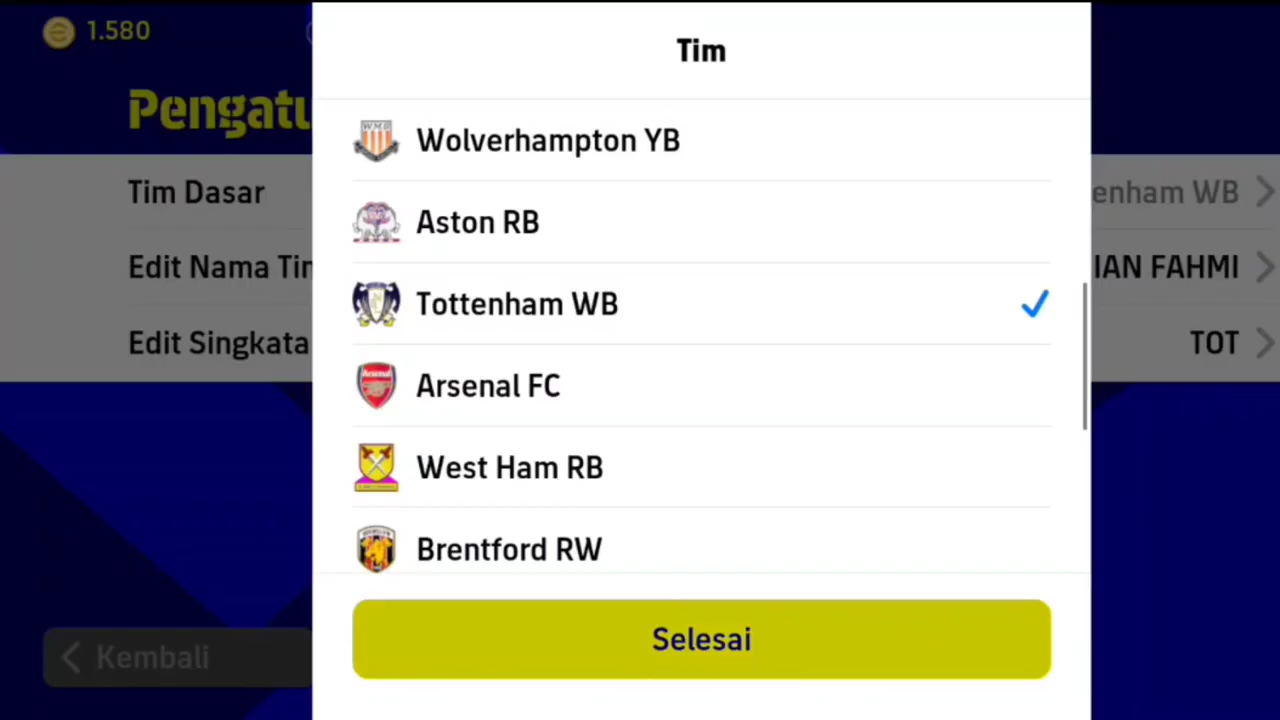 1.580
Tim
Pengatu
Wolverhampton YB
Tim Dasar
enham WB
Aston RB
Edit Nama Tin
IAN FAHMI
Tottenham WB
Edit Singkata
TOT
Arsenal FC
West Ham RB
Brentford RW
Selesai
Kembali